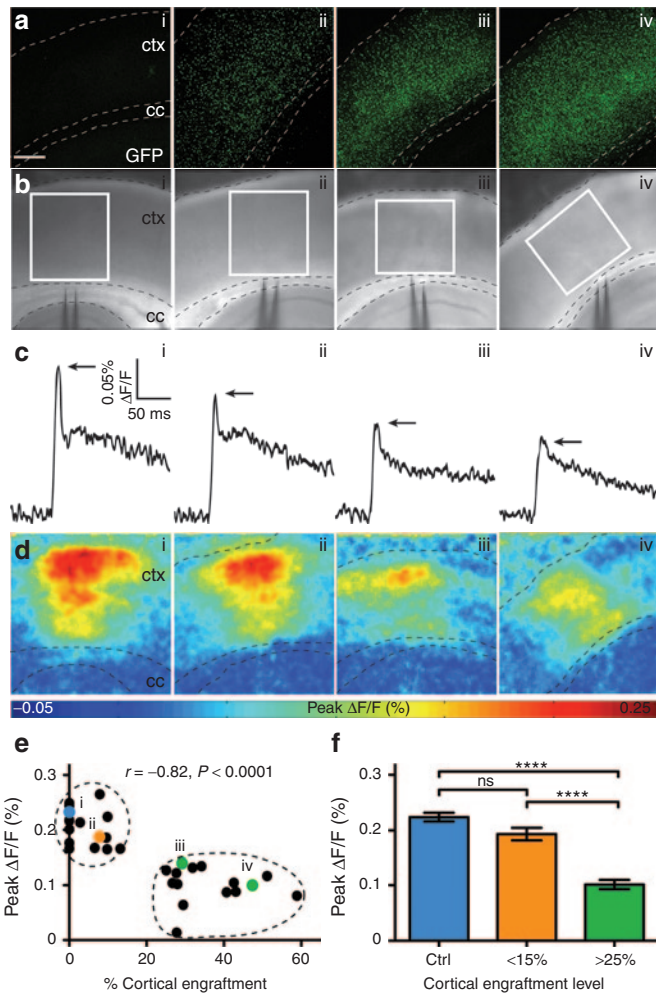 a i ii iii iv
ctx
cc
GFP
b i ii iii iv
ctx
cc
c i ii iii iv
0.05%
ΔF/F
50 ms
d i ii iii iv
ctx
cc
−0.05 Peak ΔF/F (%) 0.25
e
r = −0.82, P < 0.0001
0.3
0.2
0.1
0
Peak ΔF/F (%)
i
ii
iii
iv
0 20 40 60
% Cortical engraftment
f
****
ns ****
0.3
0.2
0.1
0
Peak ΔF/F (%)
Ctrl <15% >25%
Cortical engraftment level